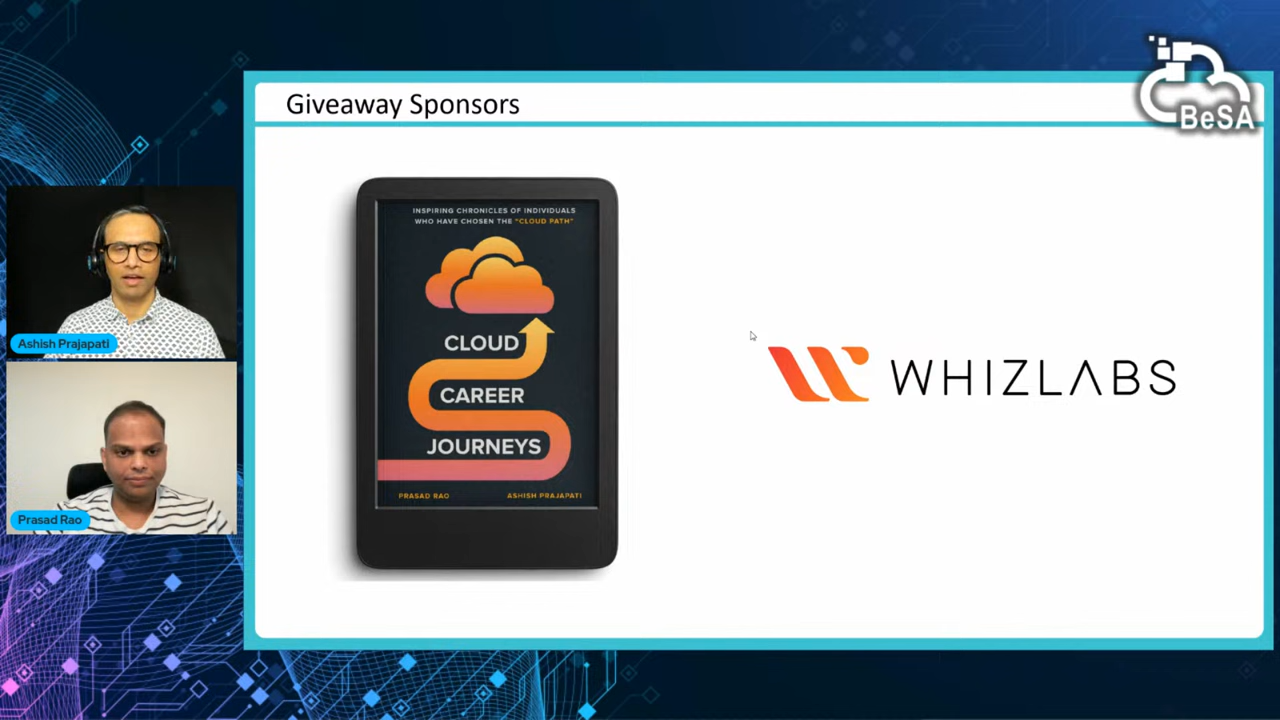 Giveaway Sponsors
BeSA
INSPIRING CHRONICLES OF INDIVIDUALS
WHO HAVE CHOSEN THE "CLOUD PATH"
CLOUD
CAREER
JOURNEYS
PRASAD RAO ASHISH PRAJAPATI
WHIZLABS
Ashish Prajapati
Prasad Rao